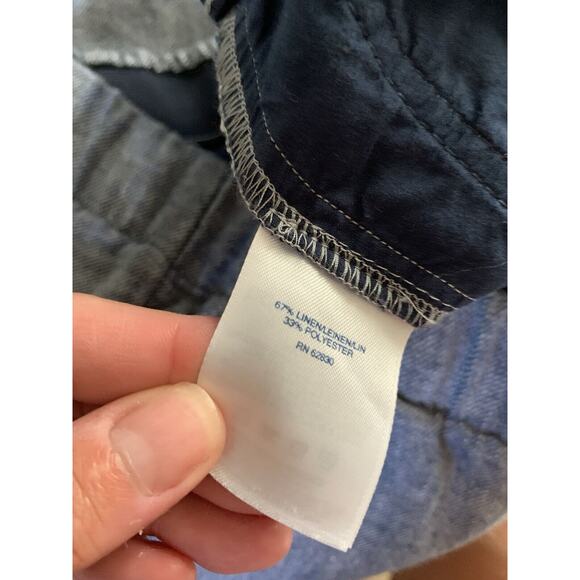 67% LINEN/LEINEN/LIN
33% POLYESTER
RN 62830